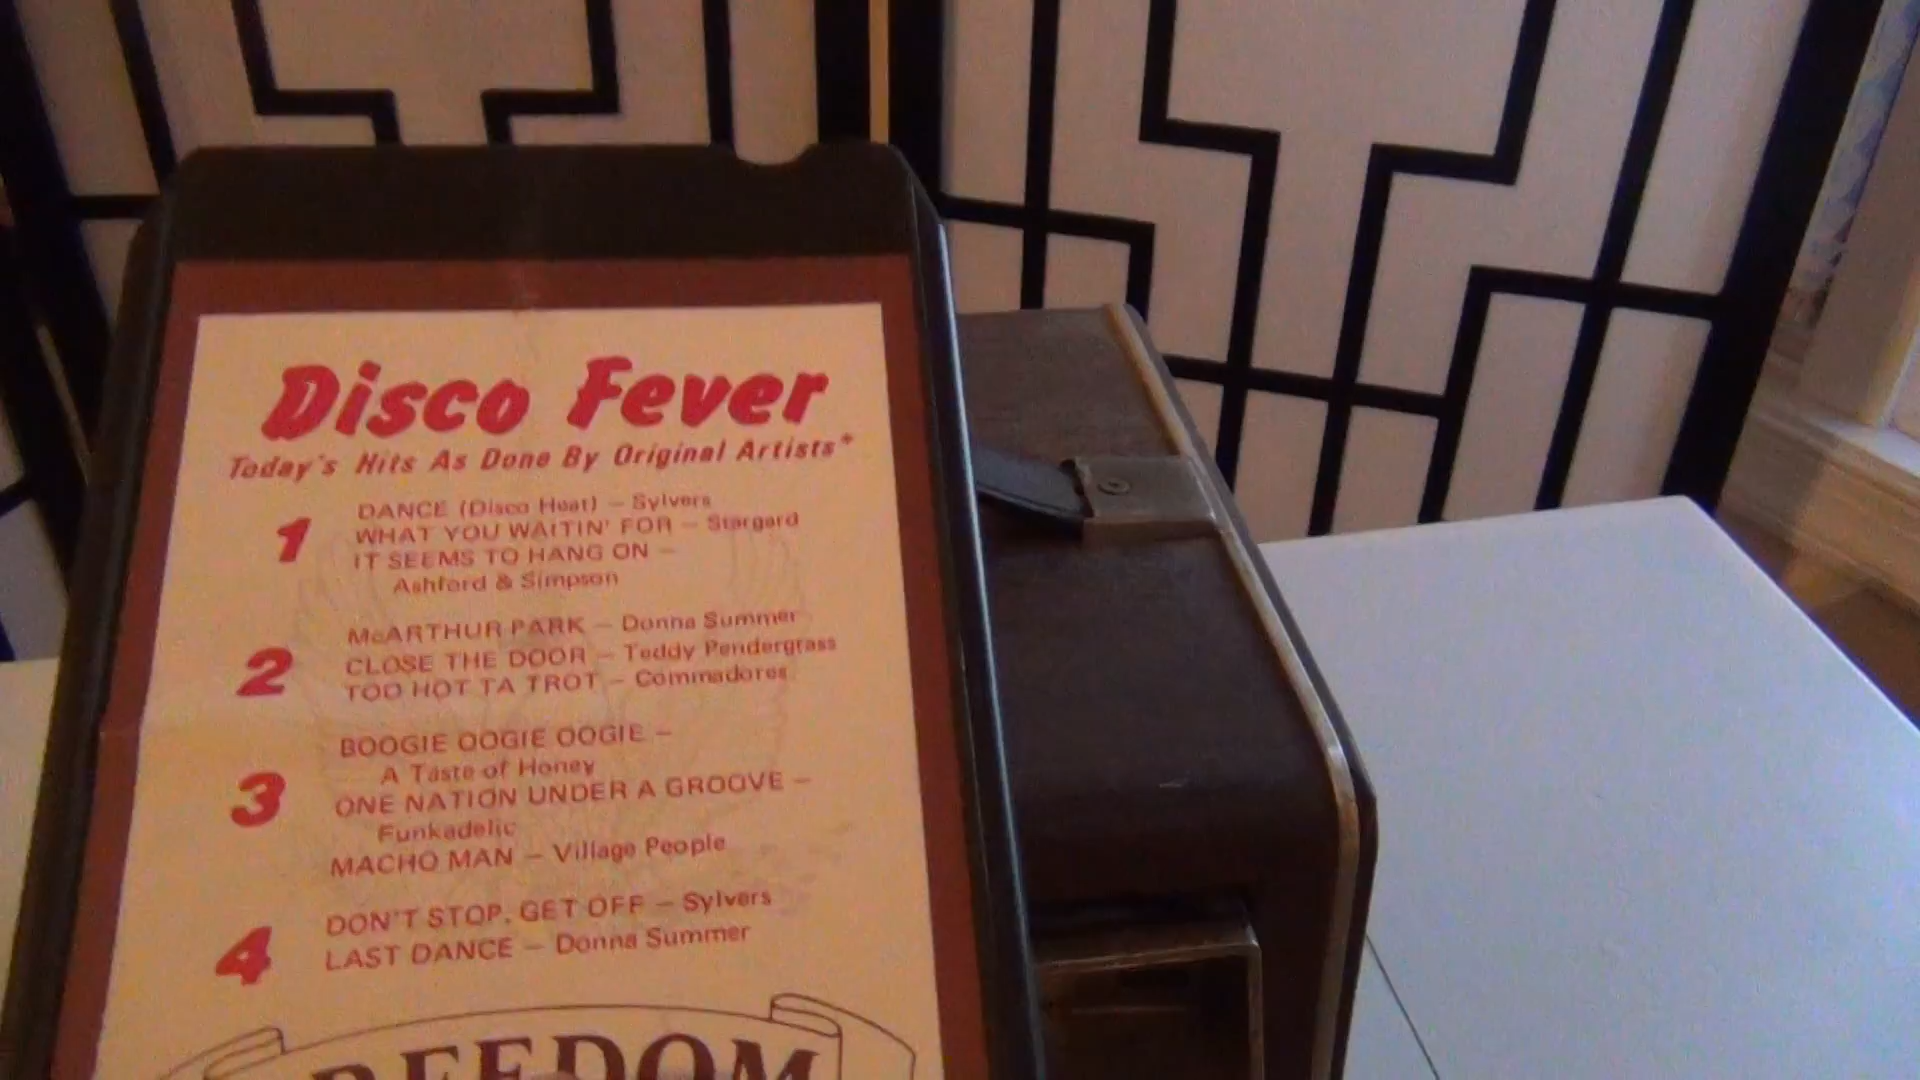 Disco Fever
Today's Hits As Done By Original Artists*
1
DANCE (Disco Heat) – Sylvers
WHAT YOU WAITIN' FOR – Stargard
IT SEEMS TO HANG ON –
Ashford & Simpson
2
McARTHUR PARK – Donna Summer
CLOSE THE DOOR – Teddy Pendergrass
TOO HOT TA TROT – Commadores
3
BOOGIE OOGIE OOGIE –
A Taste of Honey
ONE NATION UNDER A GROOVE –
Funkadelic
MACHO MAN – Village People
4
DON'T STOP, GET OFF – Sylvers
LAST DANCE – Donna Summer
REEDOM